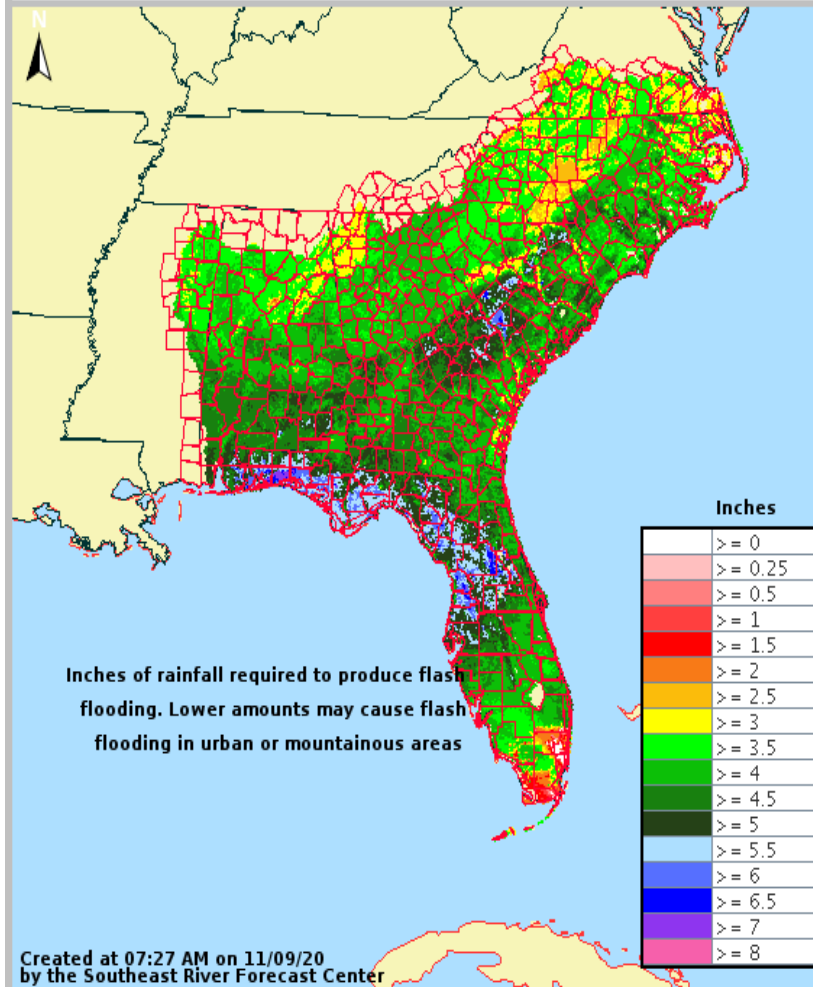 N
Inches
> = 0
> = 0.25
> = 0.5
> = 1
> = 1.5
> = 2
> = 2.5
> = 3
> = 3.5
> = 4
> = 4.5
> = 5
> = 5.5
> = 6
> = 6.5
> = 7
> = 8
Inches of rainfall required to produce flash
flooding. Lower amounts may cause flash
flooding in urban or mountainous areas
Created at 07:27 AM on 11/09/20
by the Southeast River Forecast Center